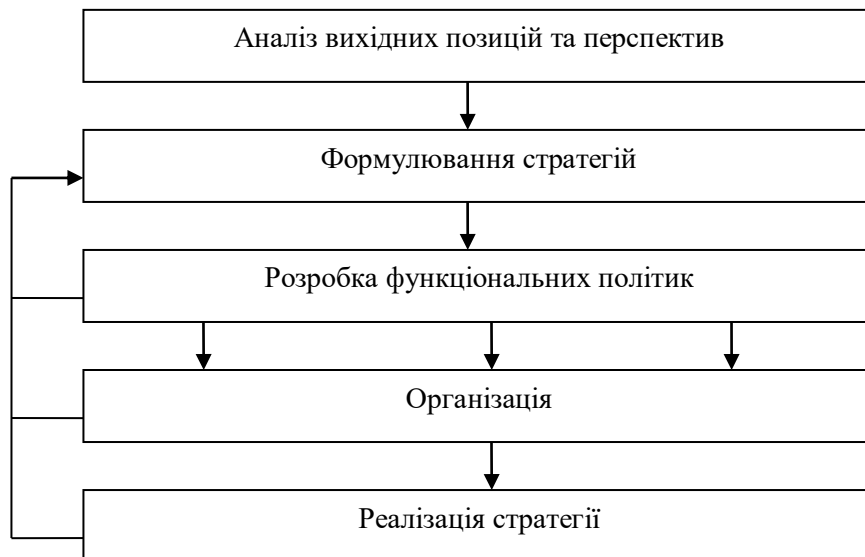 Аналіз вихідних позицій та перспектив
Формулювання стратегій
Розробка функціональних політик
Організація
Реалізація стратегії